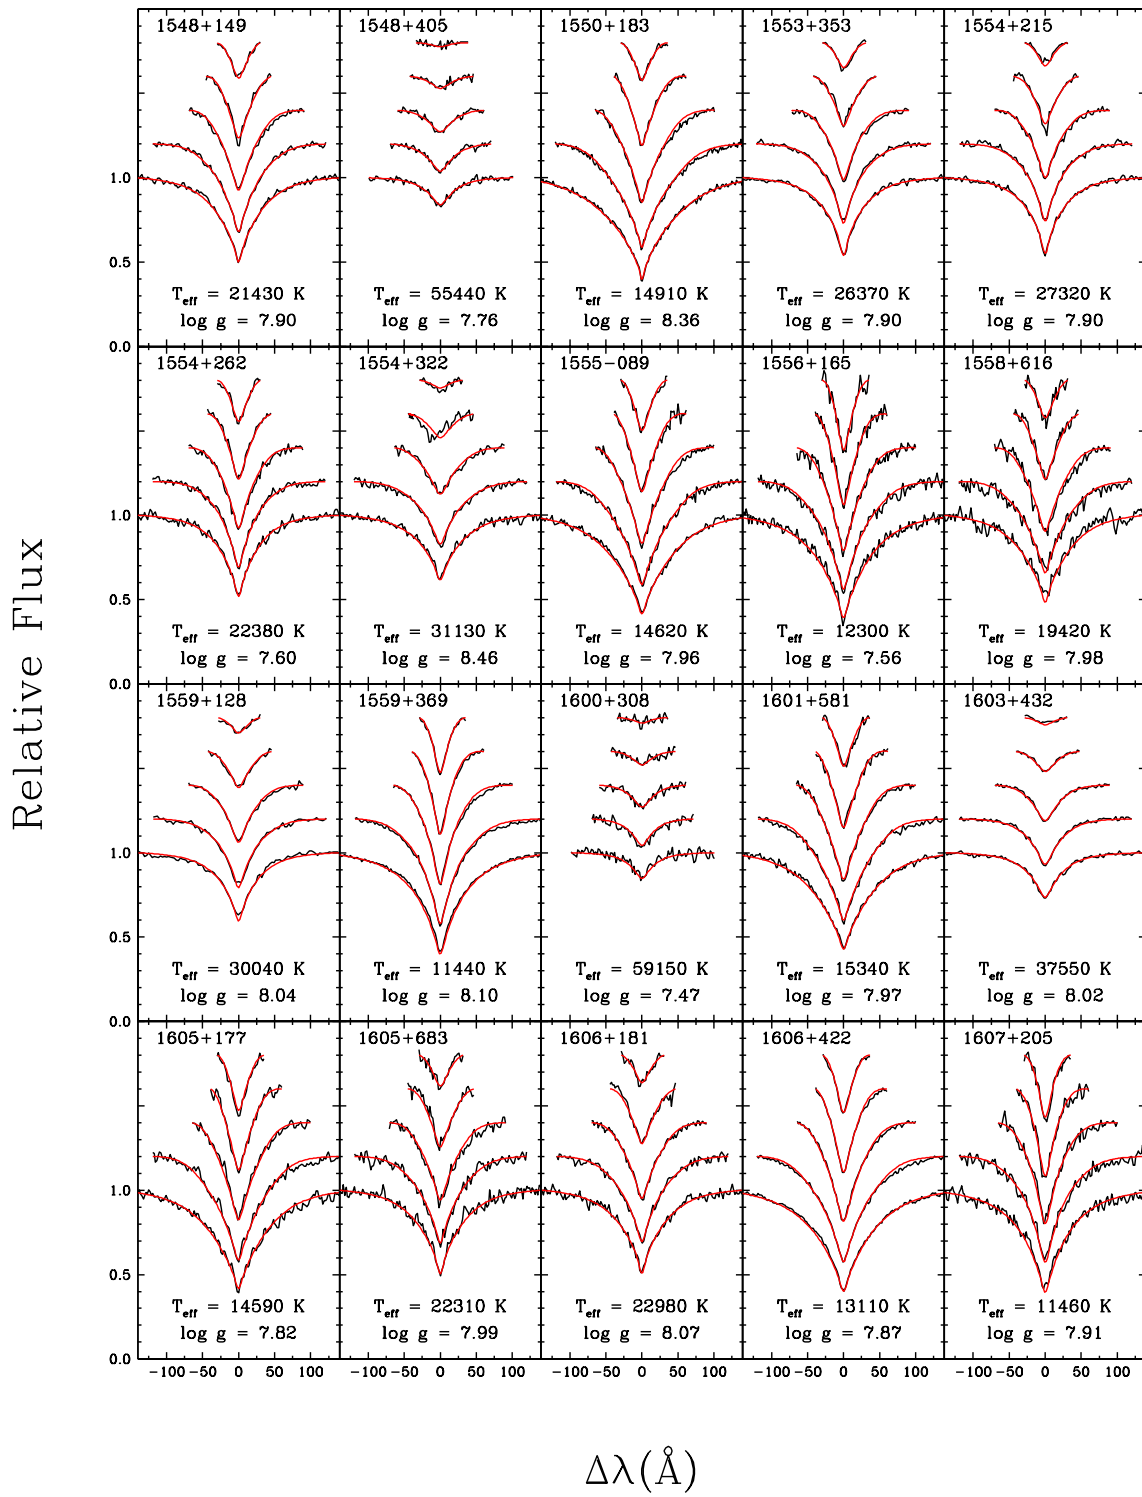 1548+149
1548+405
1550+183
1553+353
1554+215
1.0
0.5
0.0
Teff = 21430 K
log g = 7.90
Teff = 55440 K
log g = 7.76
Teff = 14910 K
log g = 8.36
Teff = 26370 K
log g = 7.90
Teff = 27320 K
log g = 7.90
1554+262
1554+322
1555-089
1556+165
1558+616
1.0
0.5
0.0
Teff = 22380 K
log g = 7.60
Teff = 31130 K
log g = 8.46
Teff = 14620 K
log g = 7.96
Teff = 12300 K
log g = 7.56
Teff = 19420 K
log g = 7.98
Relative Flux
1559+128
1559+369
1600+308
1601+581
1603+432
1.0
0.5
0.0
Teff = 30040 K
log g = 8.04
Teff = 11440 K
log g = 8.10
Teff = 59150 K
log g = 7.47
Teff = 15340 K
log g = 7.97
Teff = 37550 K
log g = 8.02
1605+177
1605+683
1606+181
1606+422
1607+205
1.0
0.5
0.0
Teff = 14590 K
log g = 7.82
Teff = 22310 K
log g = 7.99
Teff = 22980 K
log g = 8.07
Teff = 13110 K
log g = 7.87
Teff = 11460 K
log g = 7.91
-100 -50 0 50 100
-100 -50 0 50 100
-100 -50 0 50 100
-100 -50 0 50 100
-100 -50 0 50 100
Δλ(Å)